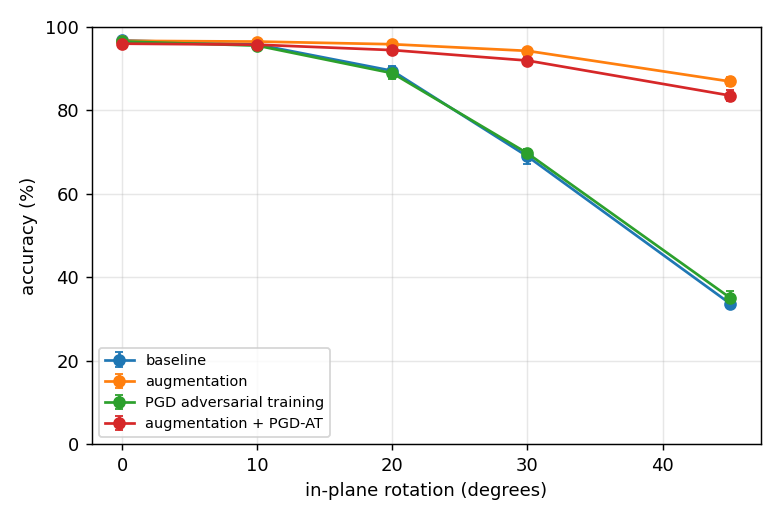 100
80
60
40
20
0
accuracy (%)
baseline
augmentation
PGD adversarial training
augmentation + PGD-AT
0 10 20 30 40
in-plane rotation (degrees)